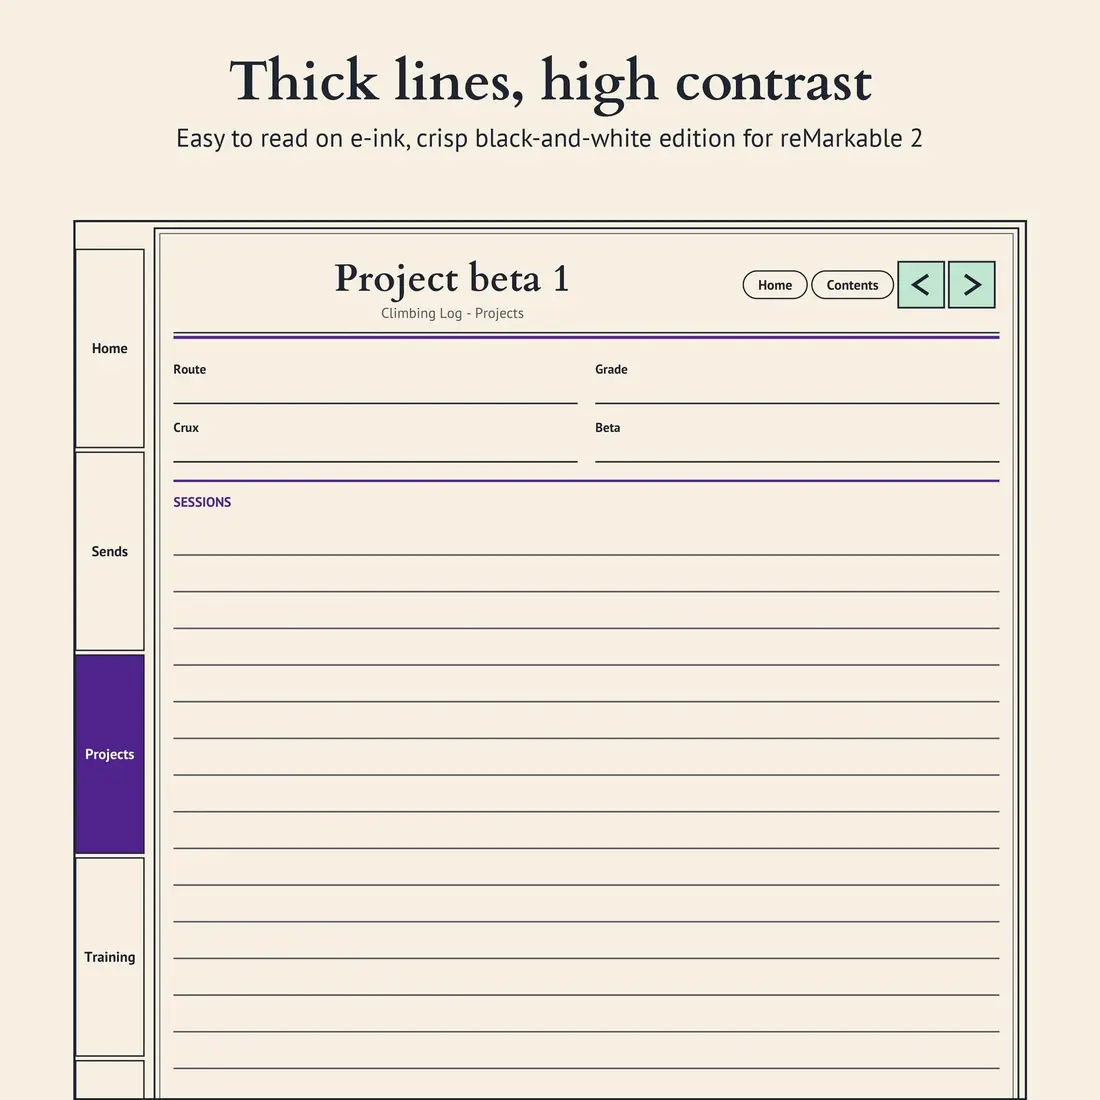 Thick lines, high contrast
Easy to read on e-ink, crisp black-and-white edition for reMarkable 2
Project beta 1
Climbing Log - Projects
Home
Contents
<
>
Home
Sends
Projects
Training
Route
Grade
Crux
Beta
SESSIONS